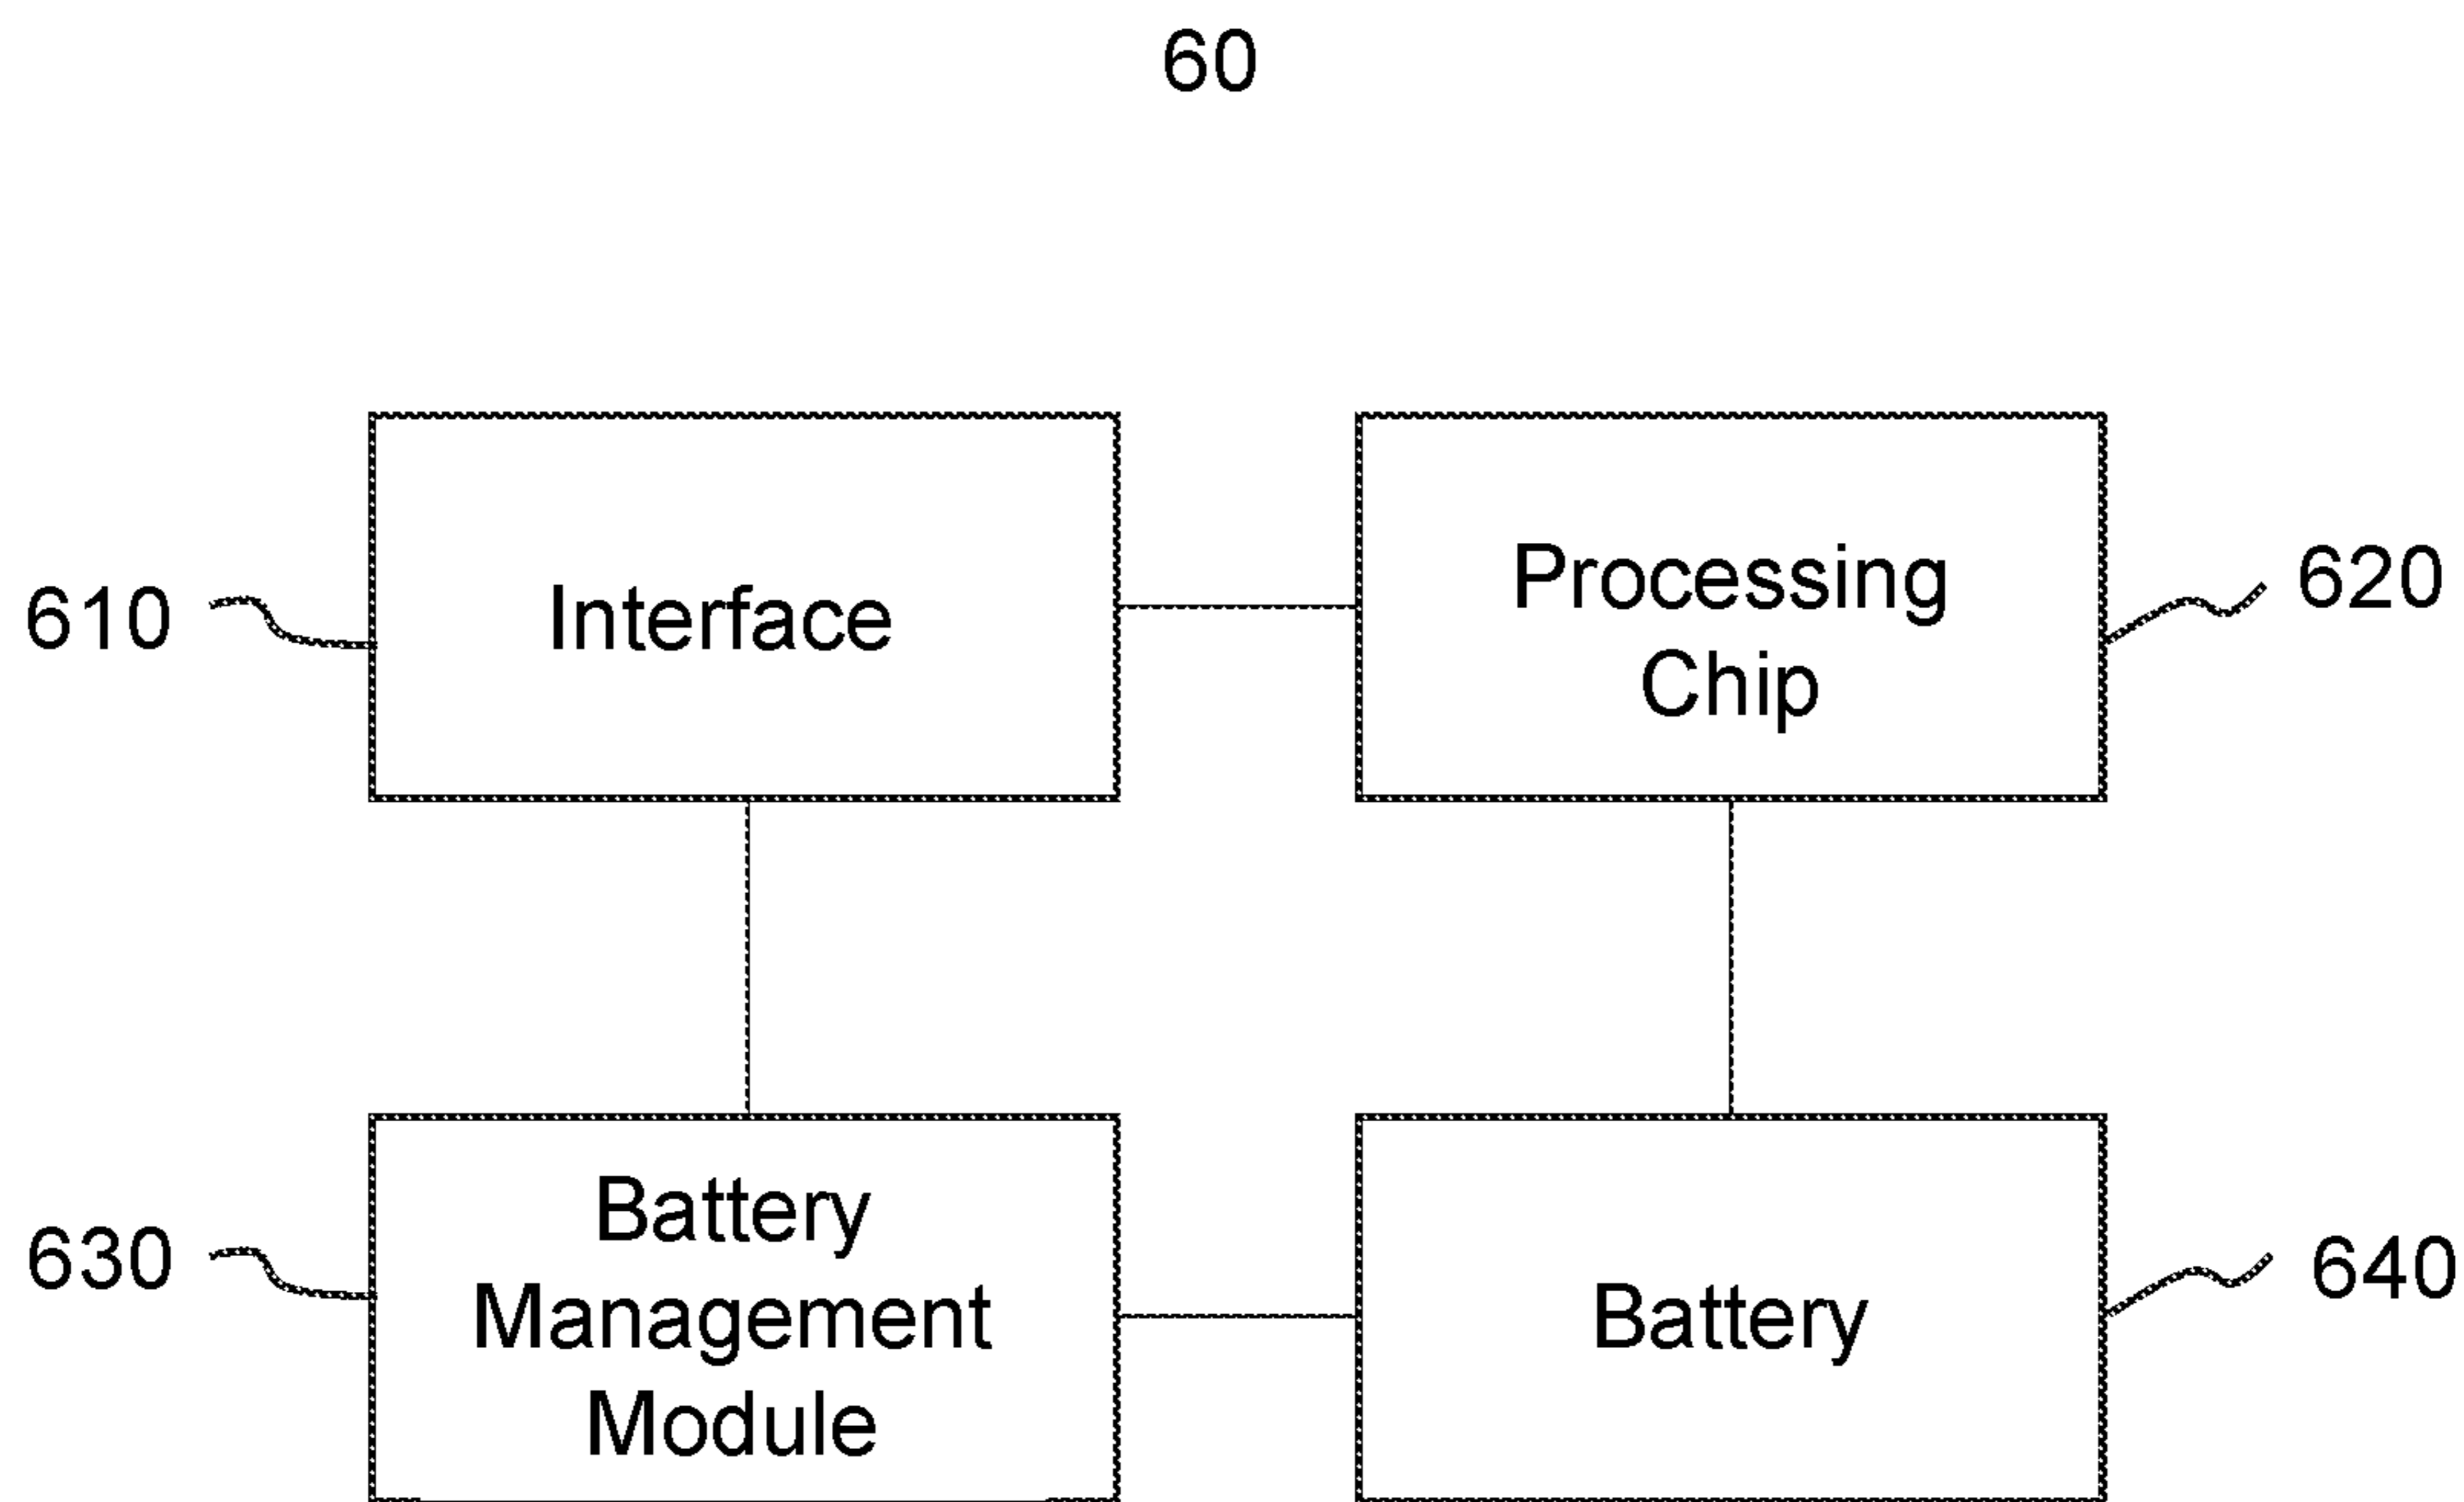 60
610
Interface
Processing
Chip
620
630
Battery
Management
Module
Battery
640